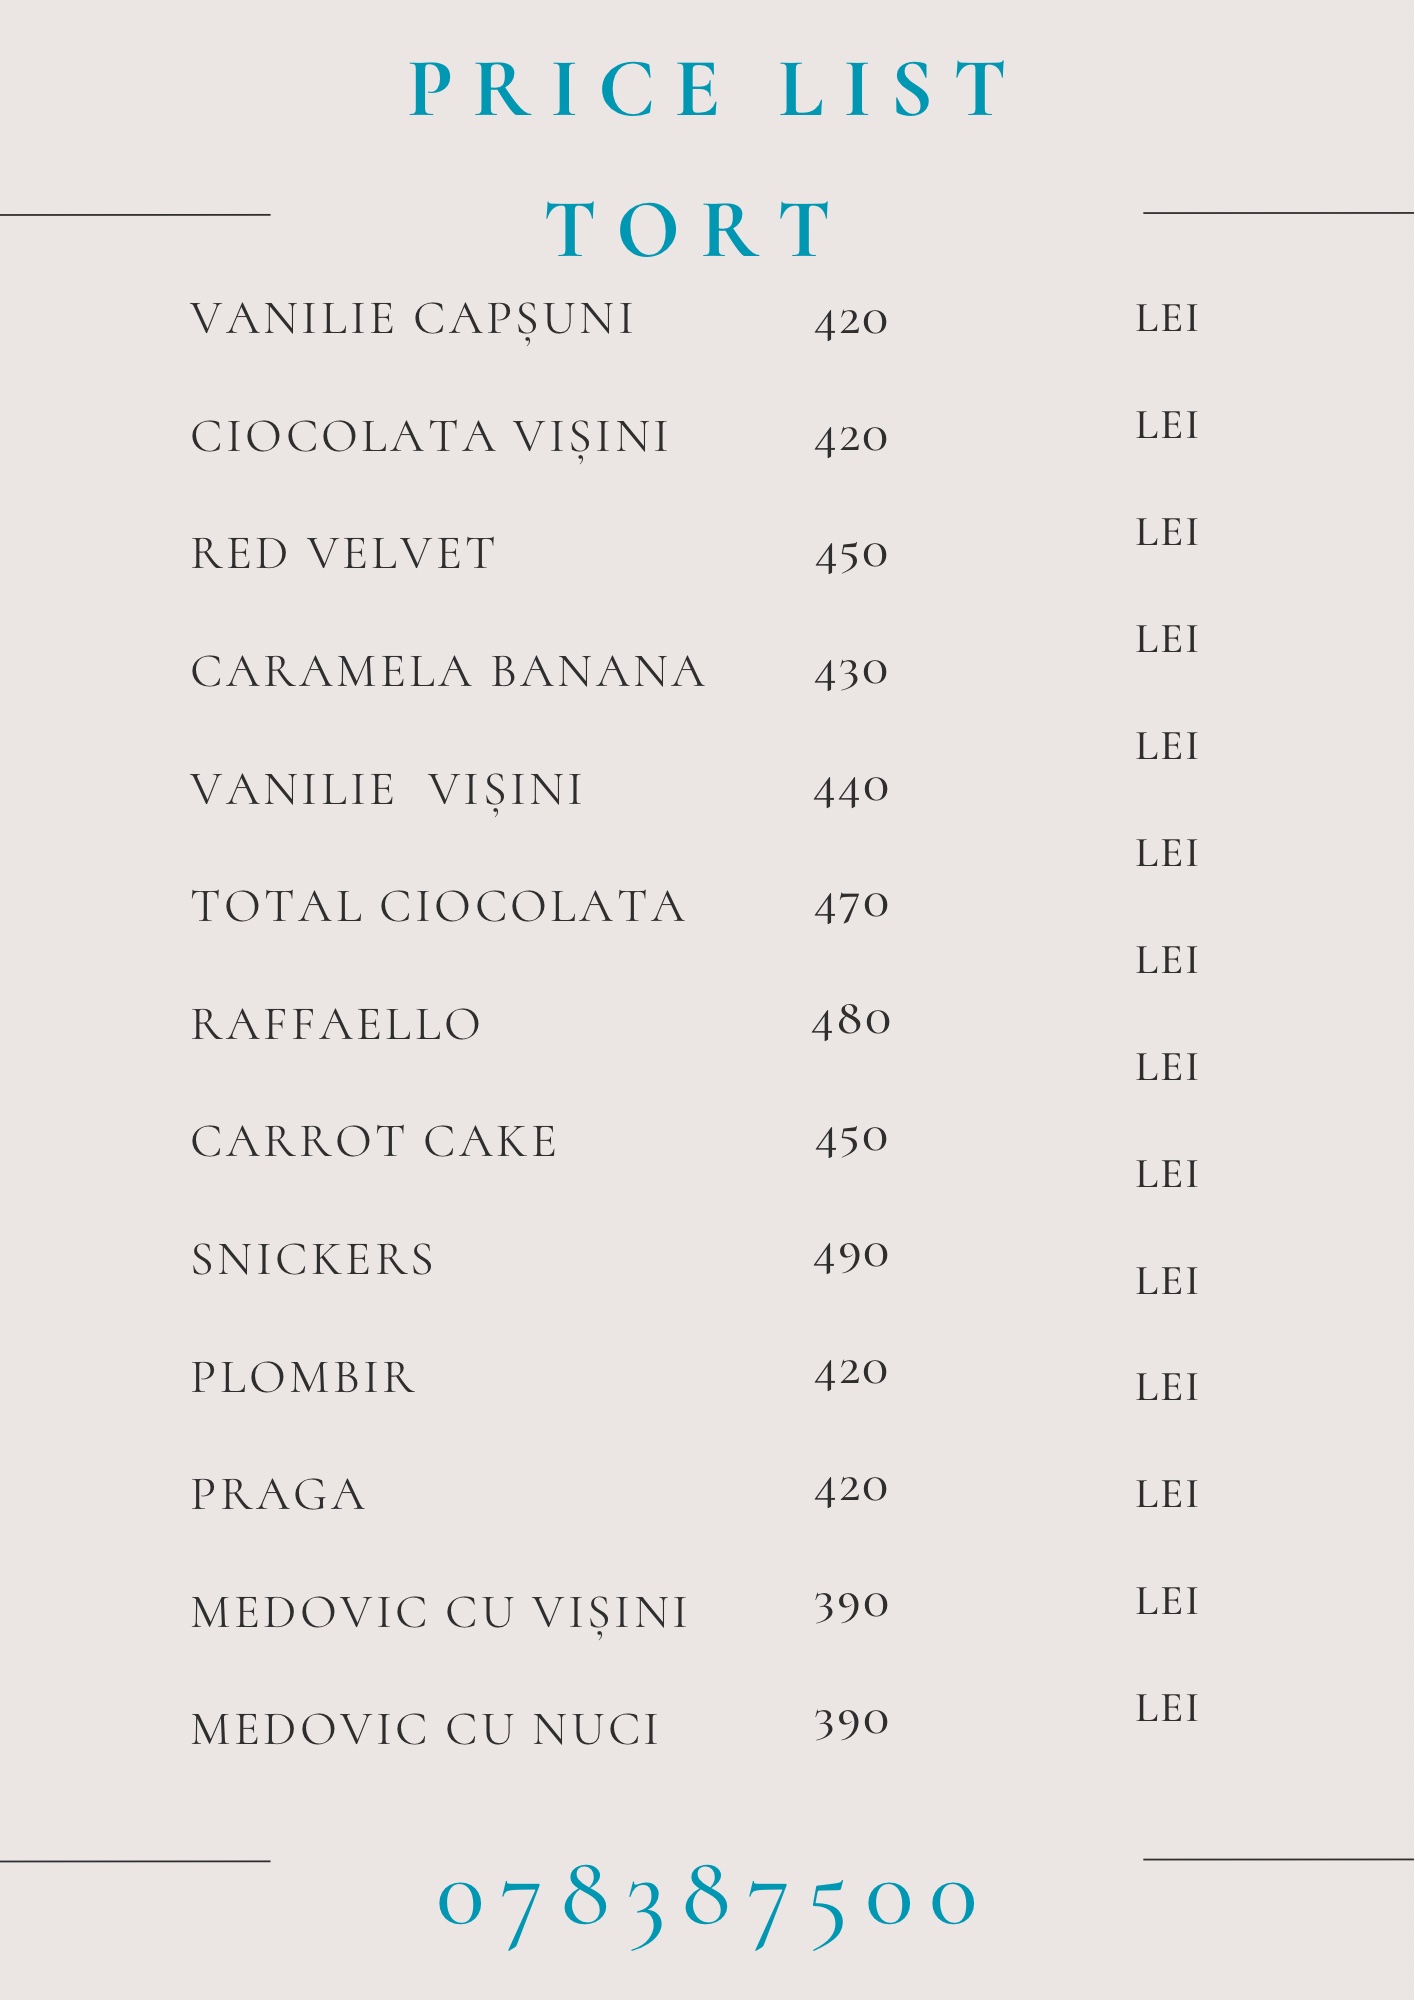 PRICE LIST
TORT
VANILIE CAPȘUNI 420 LEI
CIOCOLATA VIȘINI 420 LEI
RED VELVET 450 LEI
CARAMELA BANANA 430 LEI
VANILIE  VIȘINI 440 LEI
TOTAL CIOCOLATA 470 LEI
RAFFAELLO 480 LEI
CARROT CAKE 450 LEI
SNICKERS 490 LEI
PLOMBIR 420 LEI
PRAGA 420 LEI
MEDOVIC CU VIȘINI 390 LEI
MEDOVIC CU NUCI 390 LEI
LEI
078387500